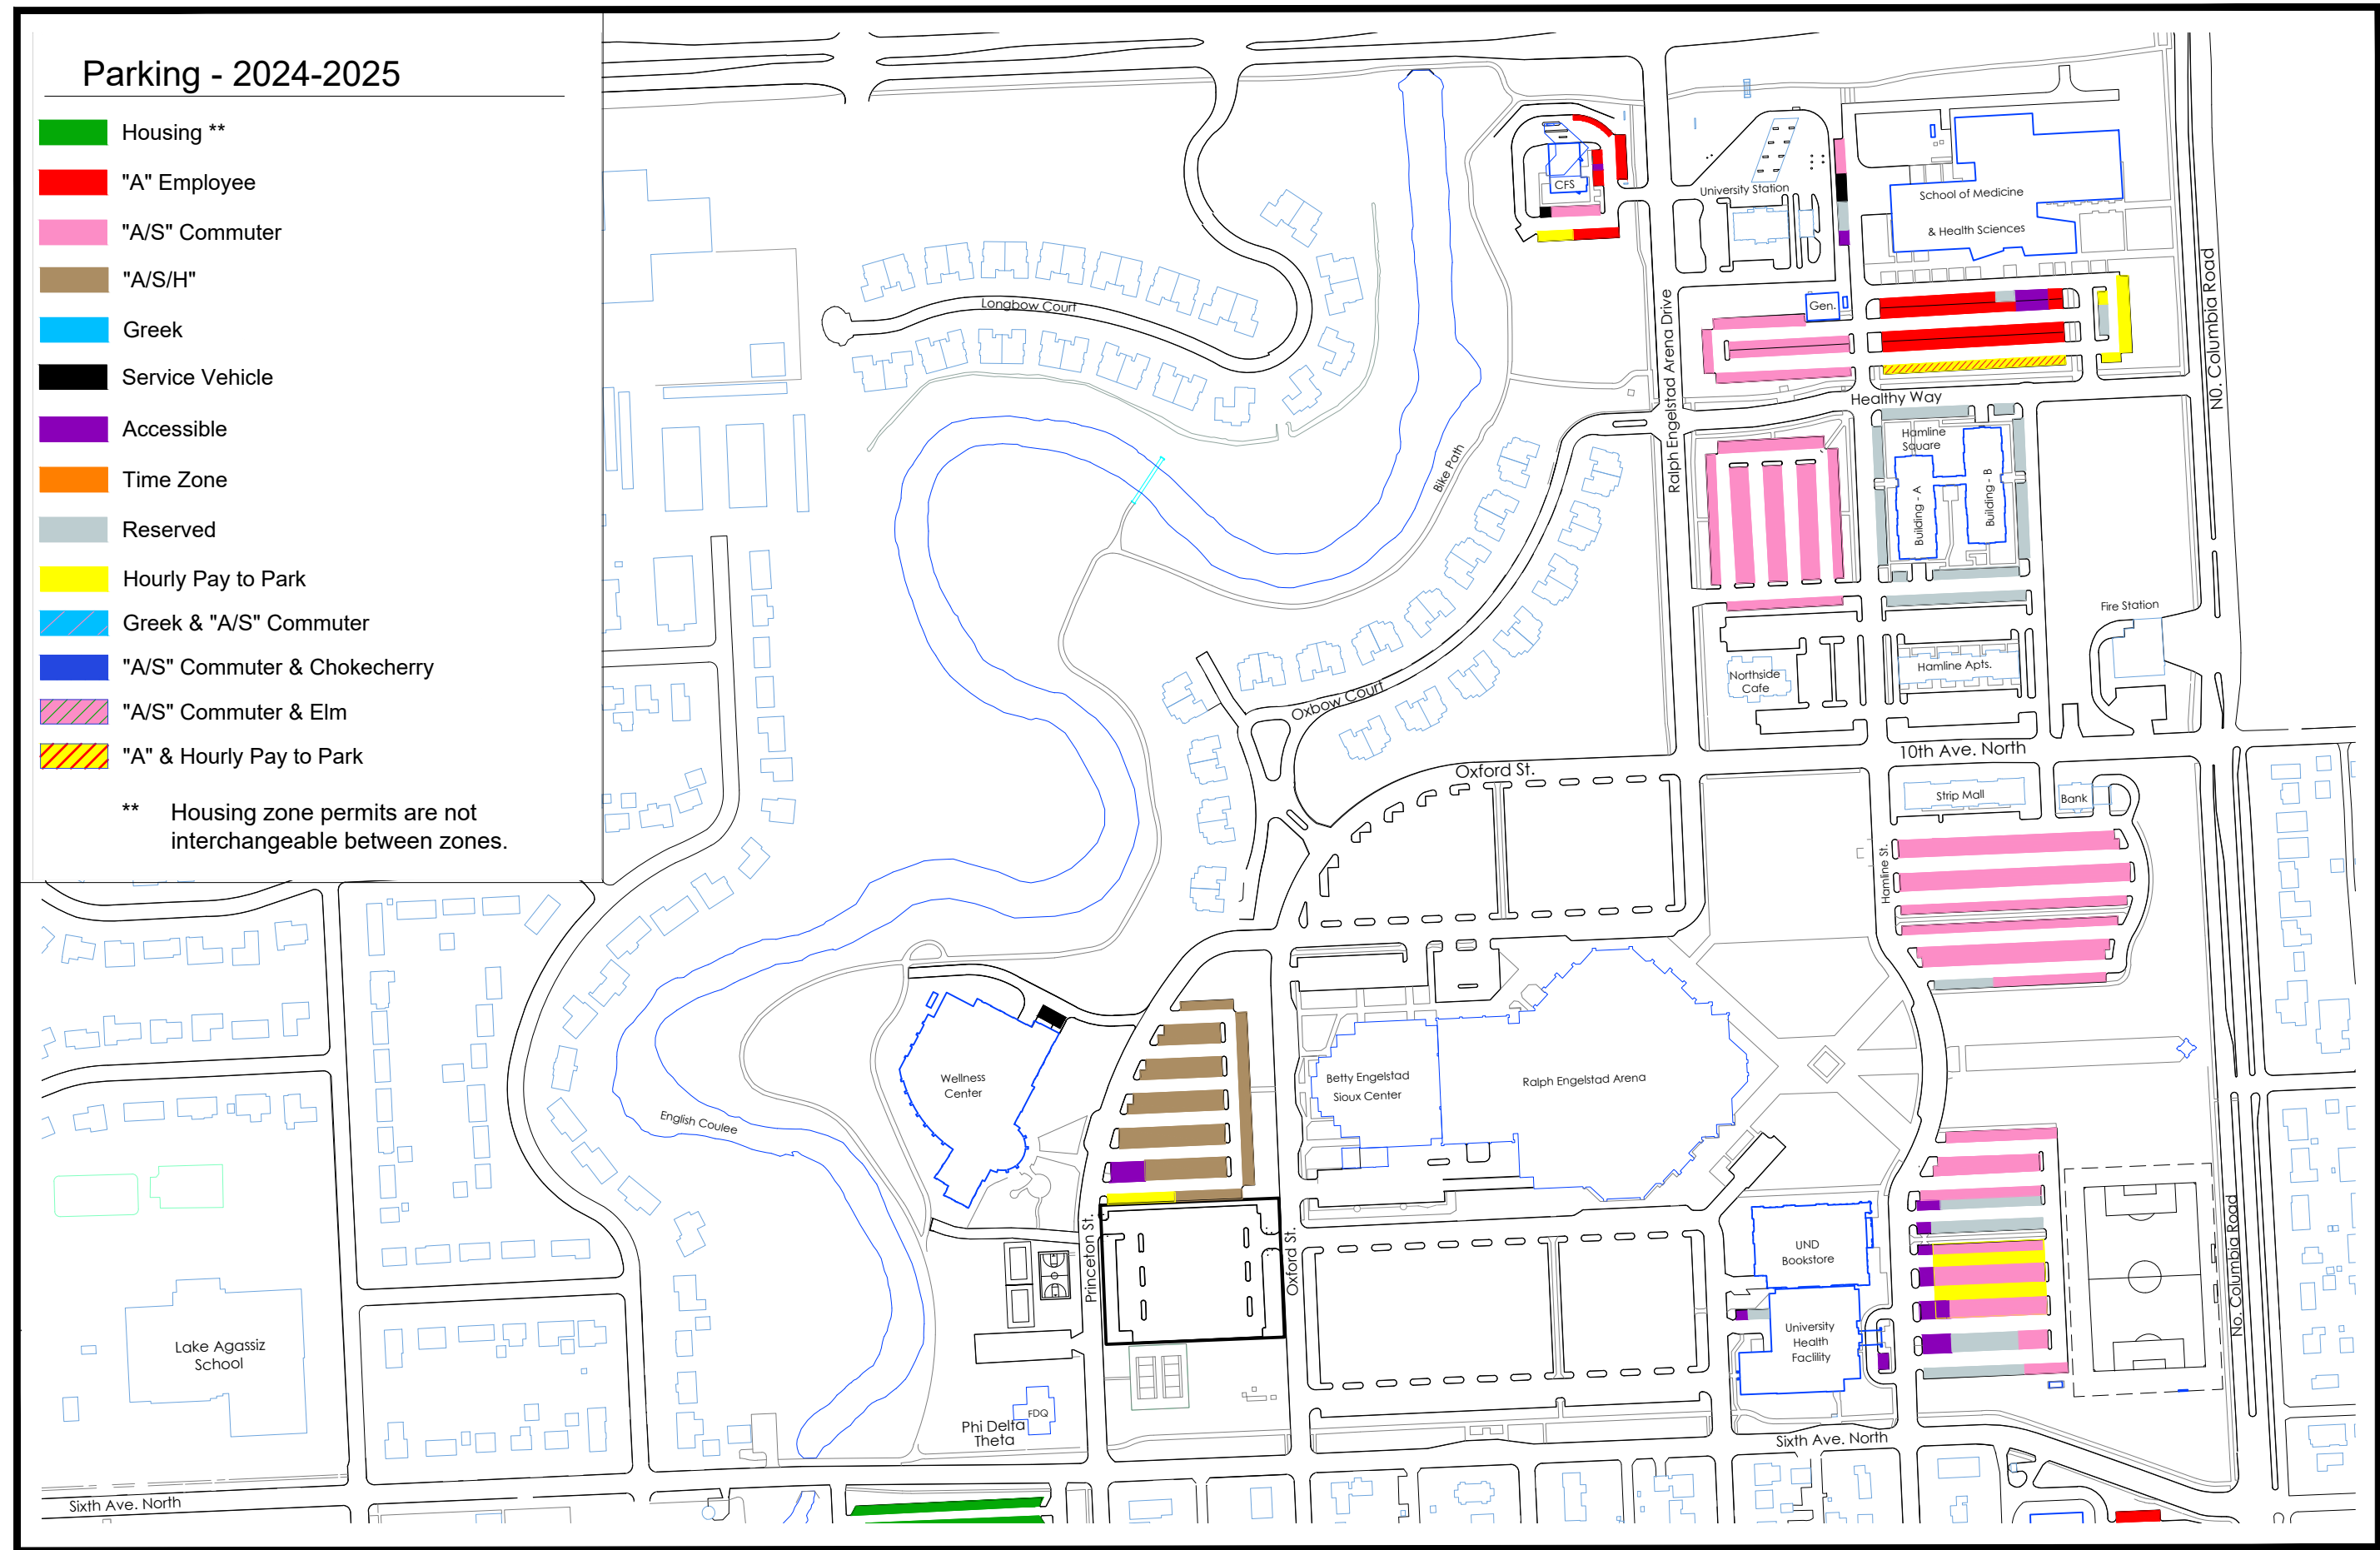 Parking - 2024-2025
Housing **
"A" Employee
"A/S" Commuter
"A/S/H"
Greek
Service Vehicle
Accessible
Time Zone
Reserved
Hourly Pay to Park
Greek & "A/S" Commuter
"A/S" Commuter & Chokecherry
"A/S" Commuter & Elm
"A" & Hourly Pay to Park
** Housing zone permits are not
interchangeable between zones.
CFS
University Station
School of Medicine
& Health Sciences
Gen.
Longbow Court
Ralph Engelstad Arena Drive
N0. Columbia Road
Healthy Way
Hamline
Square
Building - A
Building - B
Bike Path
Fire Station
Northside
Cafe
Hamline Apts.
Oxbow Court
10th Ave. North
Oxford St.
Strip Mall
Bank
Hamline St.
Wellness
Center
English Coulee
Betty Engelstad
Sioux Center
Ralph Engelstad Arena
Princeton St.
Oxford St.
UND
Bookstore
No. Columbia Road
University
Health
Faclility
Lake Agassiz
School
FDQ
Phi Delta
Theta
Sixth Ave. North
Sixth Ave. North